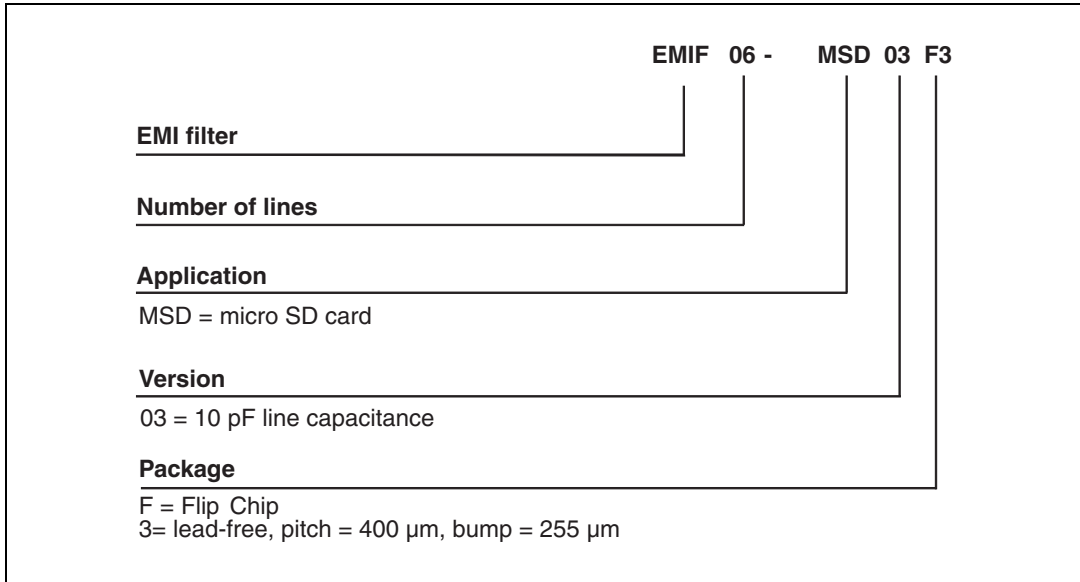 EMIF 06 - MSD 03 F3
EMI filter
Number of lines
Application
MSD = micro SD card
Version
03 = 10 pF line capacitance
Package
F = Flip Chip
3= lead-free, pitch = 400 µm, bump = 255 µm